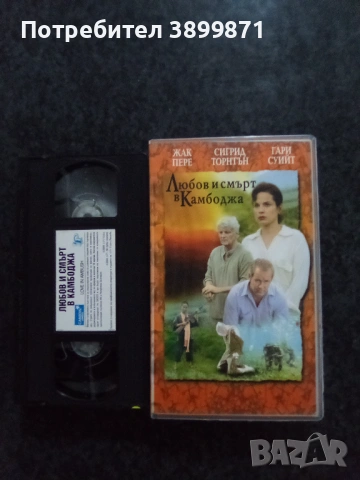 Потребител 3899871
ЖАК
ПЕРЕ
СИГРИД
ТОРНТЪН
ГАРИ
СУИЙТ
Любов и смърт
в Камбоджа
ЛЮБОВ И СМЪРТ
В КАМБОДЖА
BAZAR